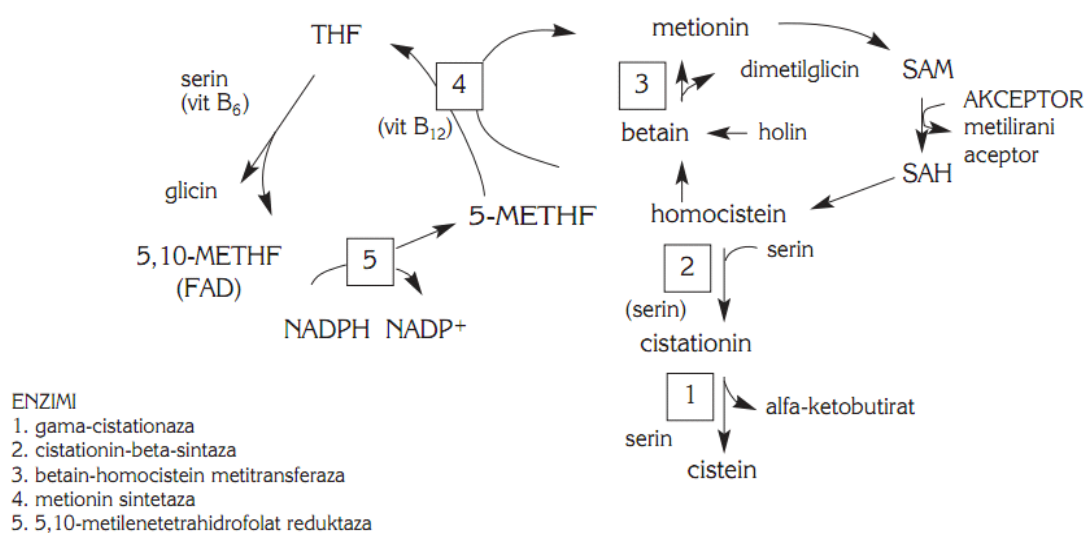 THF
metionin
serin
(vit B6)
4
3
dimetilglicin
SAM
(vit B12)
betain
holin
AKCEPTOR
metilirani
aceptor
glicin
SAH
5-METHF
homocistein
5,10-METHF
(FAD)
5
2
serin
(serin)
NADPH NADP+
cistationin
1
alfa-ketobutirat
serin
cistein
ENZIMI
1. gama-cistationaza
2. cistationin-beta-sintaza
3. betain-homocistein metitransferaza
4. metionin sintetaza
5. 5,10-metilenetetrahidrofolat reduktaza